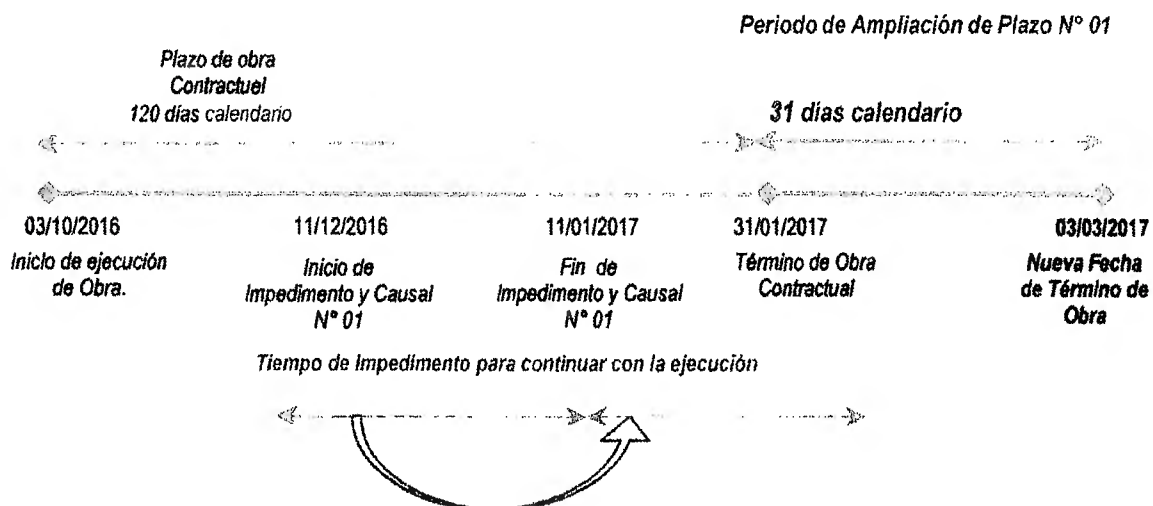 Periodo de Ampliación de Plazo N° 01
Plazo de obra
Contractuel
120 días calendario
31 días calendario
03/10/2016
11/12/2016
11/01/2017
31/01/2017
03/03/2017
Inicio de ejecución
de Obra.
Inicio de
Impedimento y Causal
N° 01
Fin de
Impedimento y Causal
N° 01
Término de Obra
Contractual
Nueva Fecha
de Término de
Obra
Tiempo de Impedimento para continuar con la ejecución